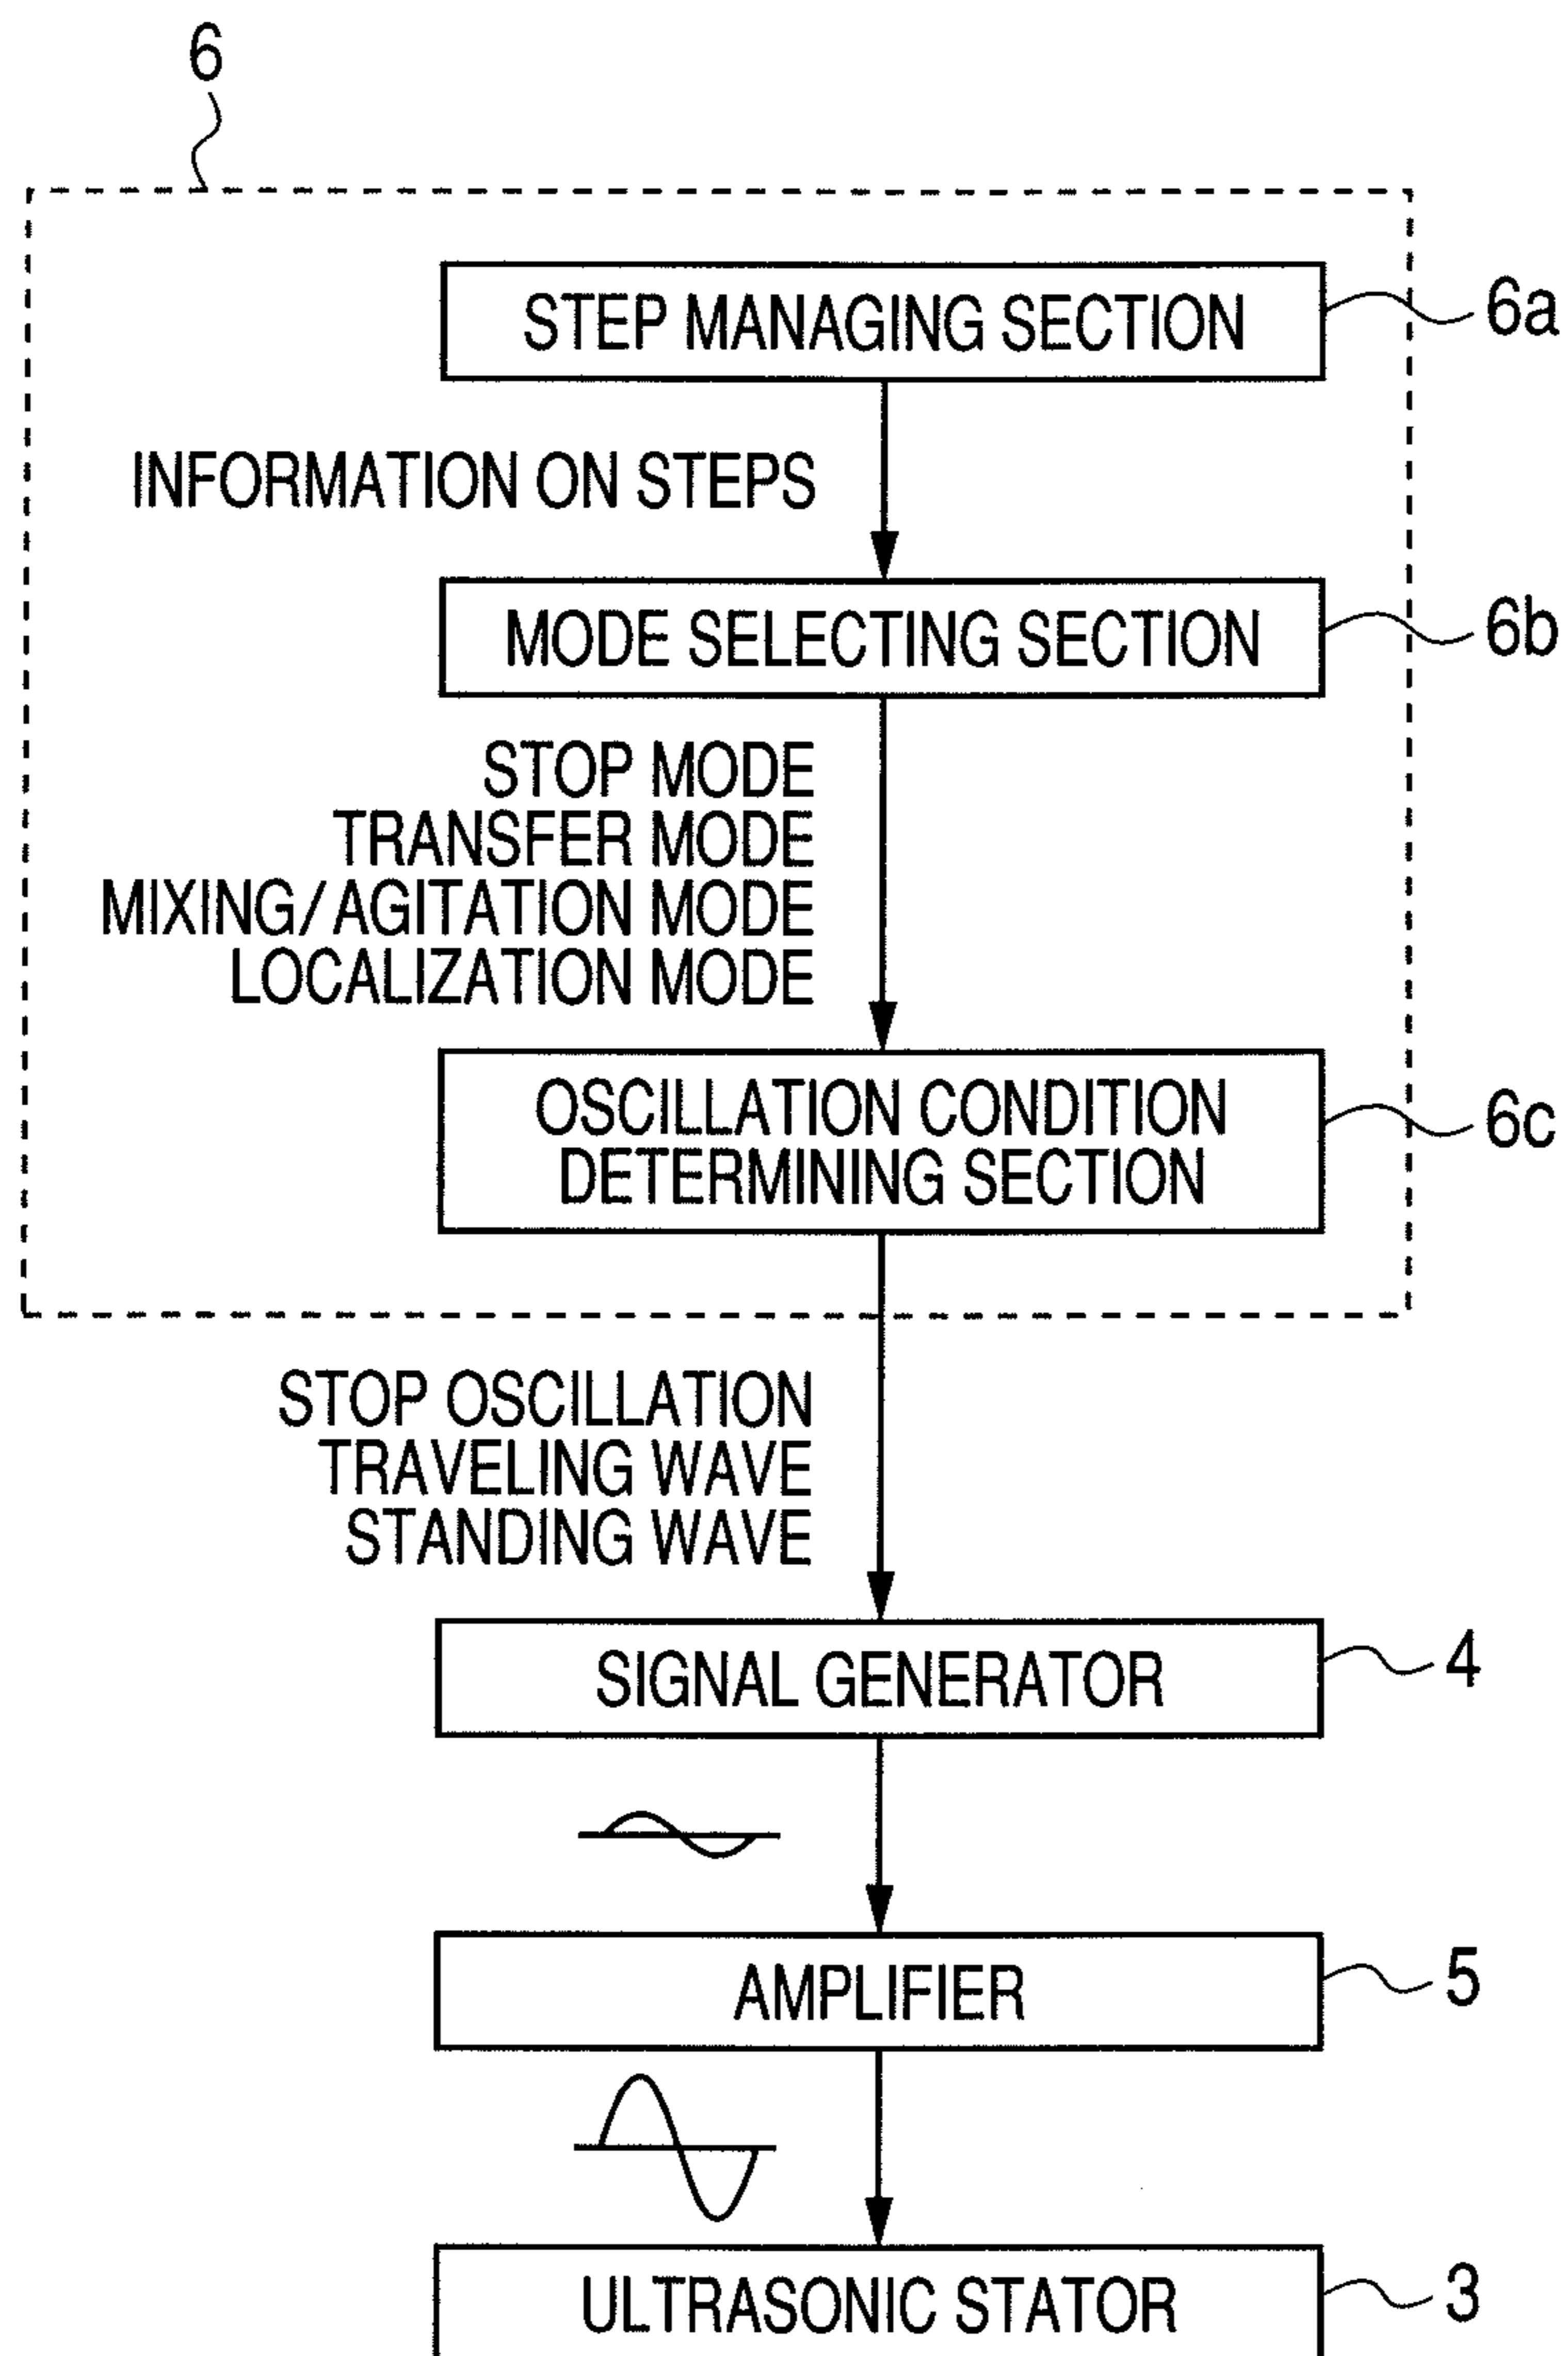 6
STEP MANAGING SECTION
6a
INFORMATION ON STEPS
MODE SELECTING SECTION
6b
STOP MODE
TRANSFER MODE
MIXING/AGITATION MODE
LOCALIZATION MODE
OSCILLATION CONDITION
DETERMINING SECTION
6c
STOP OSCILLATION
TRAVELING WAVE
STANDING WAVE
SIGNAL GENERATOR
4
AMPLIFIER
5
ULTRASONIC STATOR
3